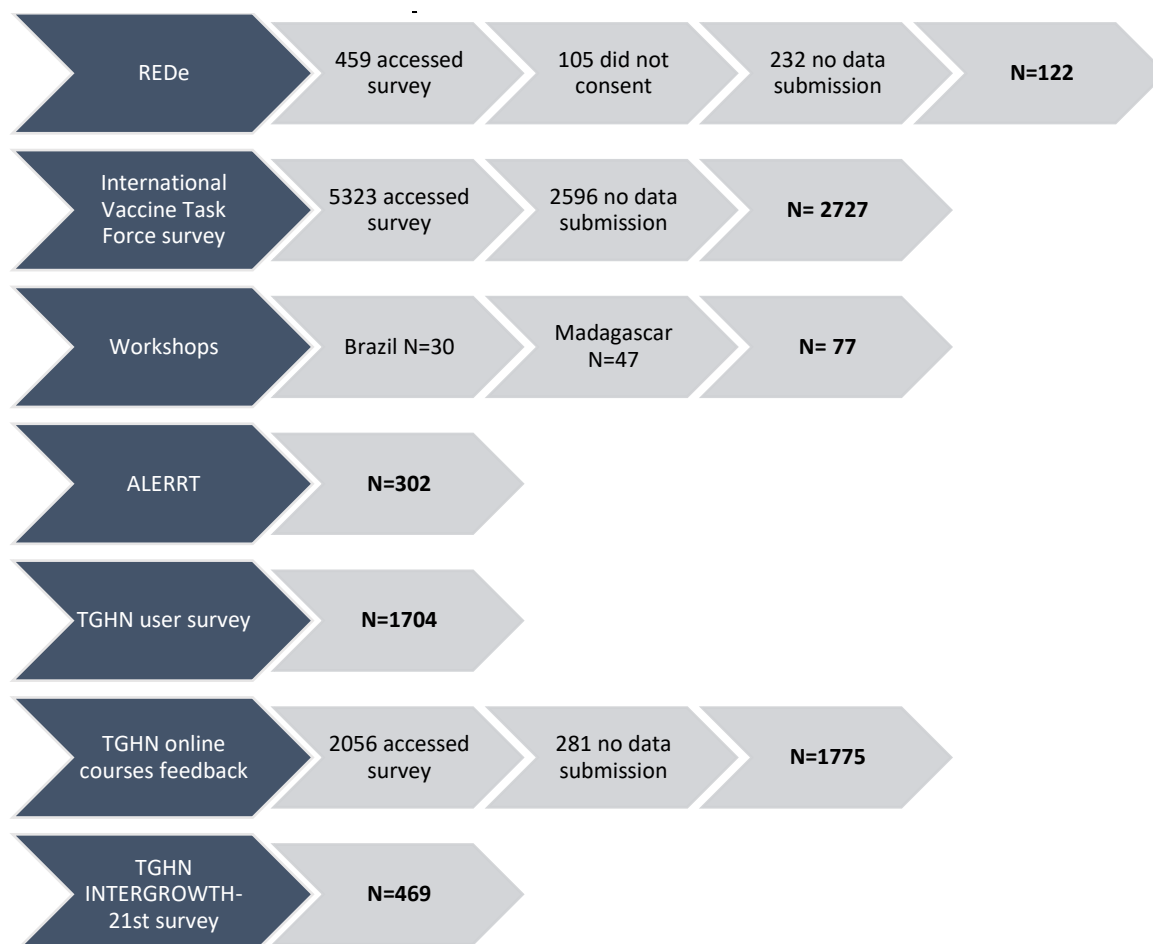 REDe
459 accessed
survey
105 did not
consent
232 no data
submission
N=122
International
Vaccine Task
Force survey
5323 accessed
survey
2596 no data
submission
N= 2727
Workshops
Brazil N=30
Madagascar
N=47
N= 77
ALERRT
N=302
TGHN user survey
N=1704
TGHN online
courses feedback
2056 accessed
survey
281 no data
submission
N=1775
TGHN
INTERGROWTH-
21st survey
N=469